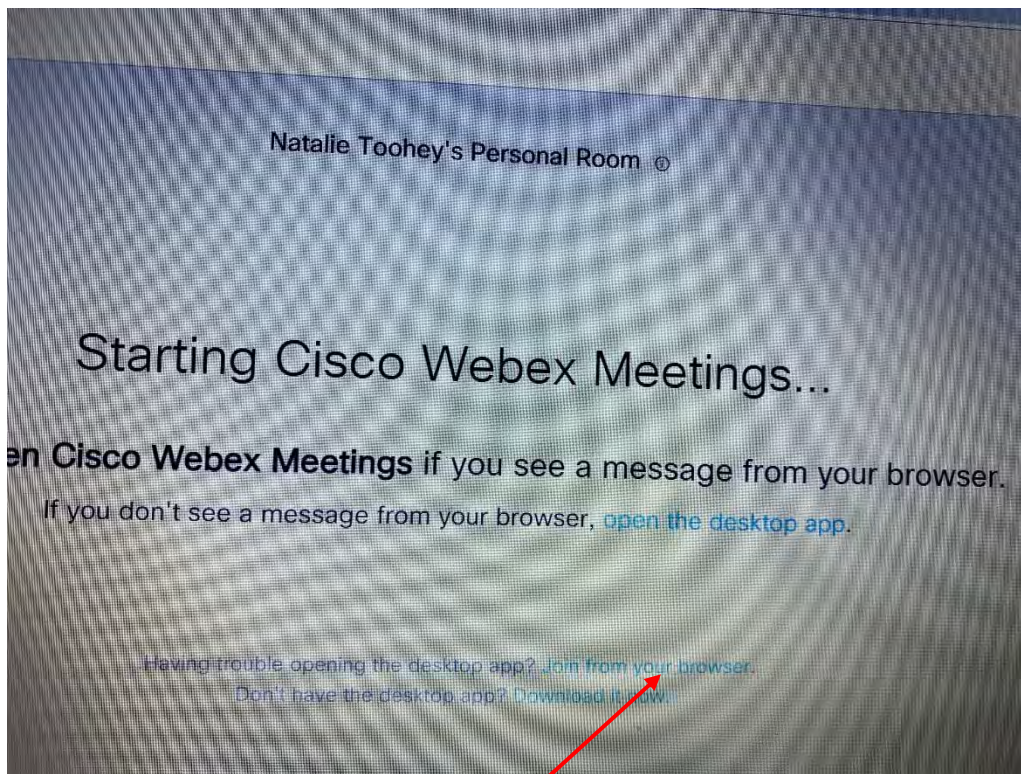 Natalie Toohey's Personal Room
Starting Cisco Webex Meetings...
en Cisco Webex Meetings if you see a message from your browser.
If you don't see a message from your browser, open the desktop app.
Having trouble opening the desktop app? Join from your browser.
Don't have the desktop app? Download it now.